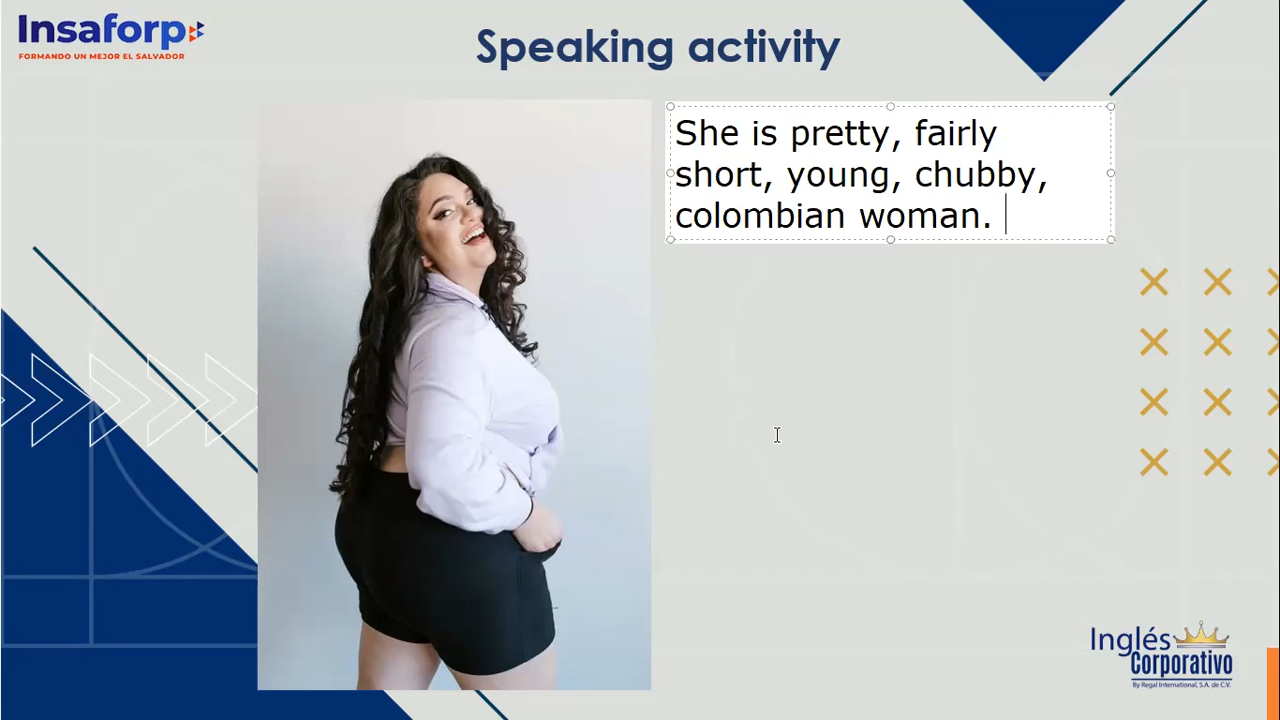 Insaforp
FORMANDO UN MEJOR EL SALVADOR
Speaking activity
She is pretty, fairly
short, young, chubby,
colombian woman.
Inglés
Corporativo
By Regal International, S.A. de C.V.